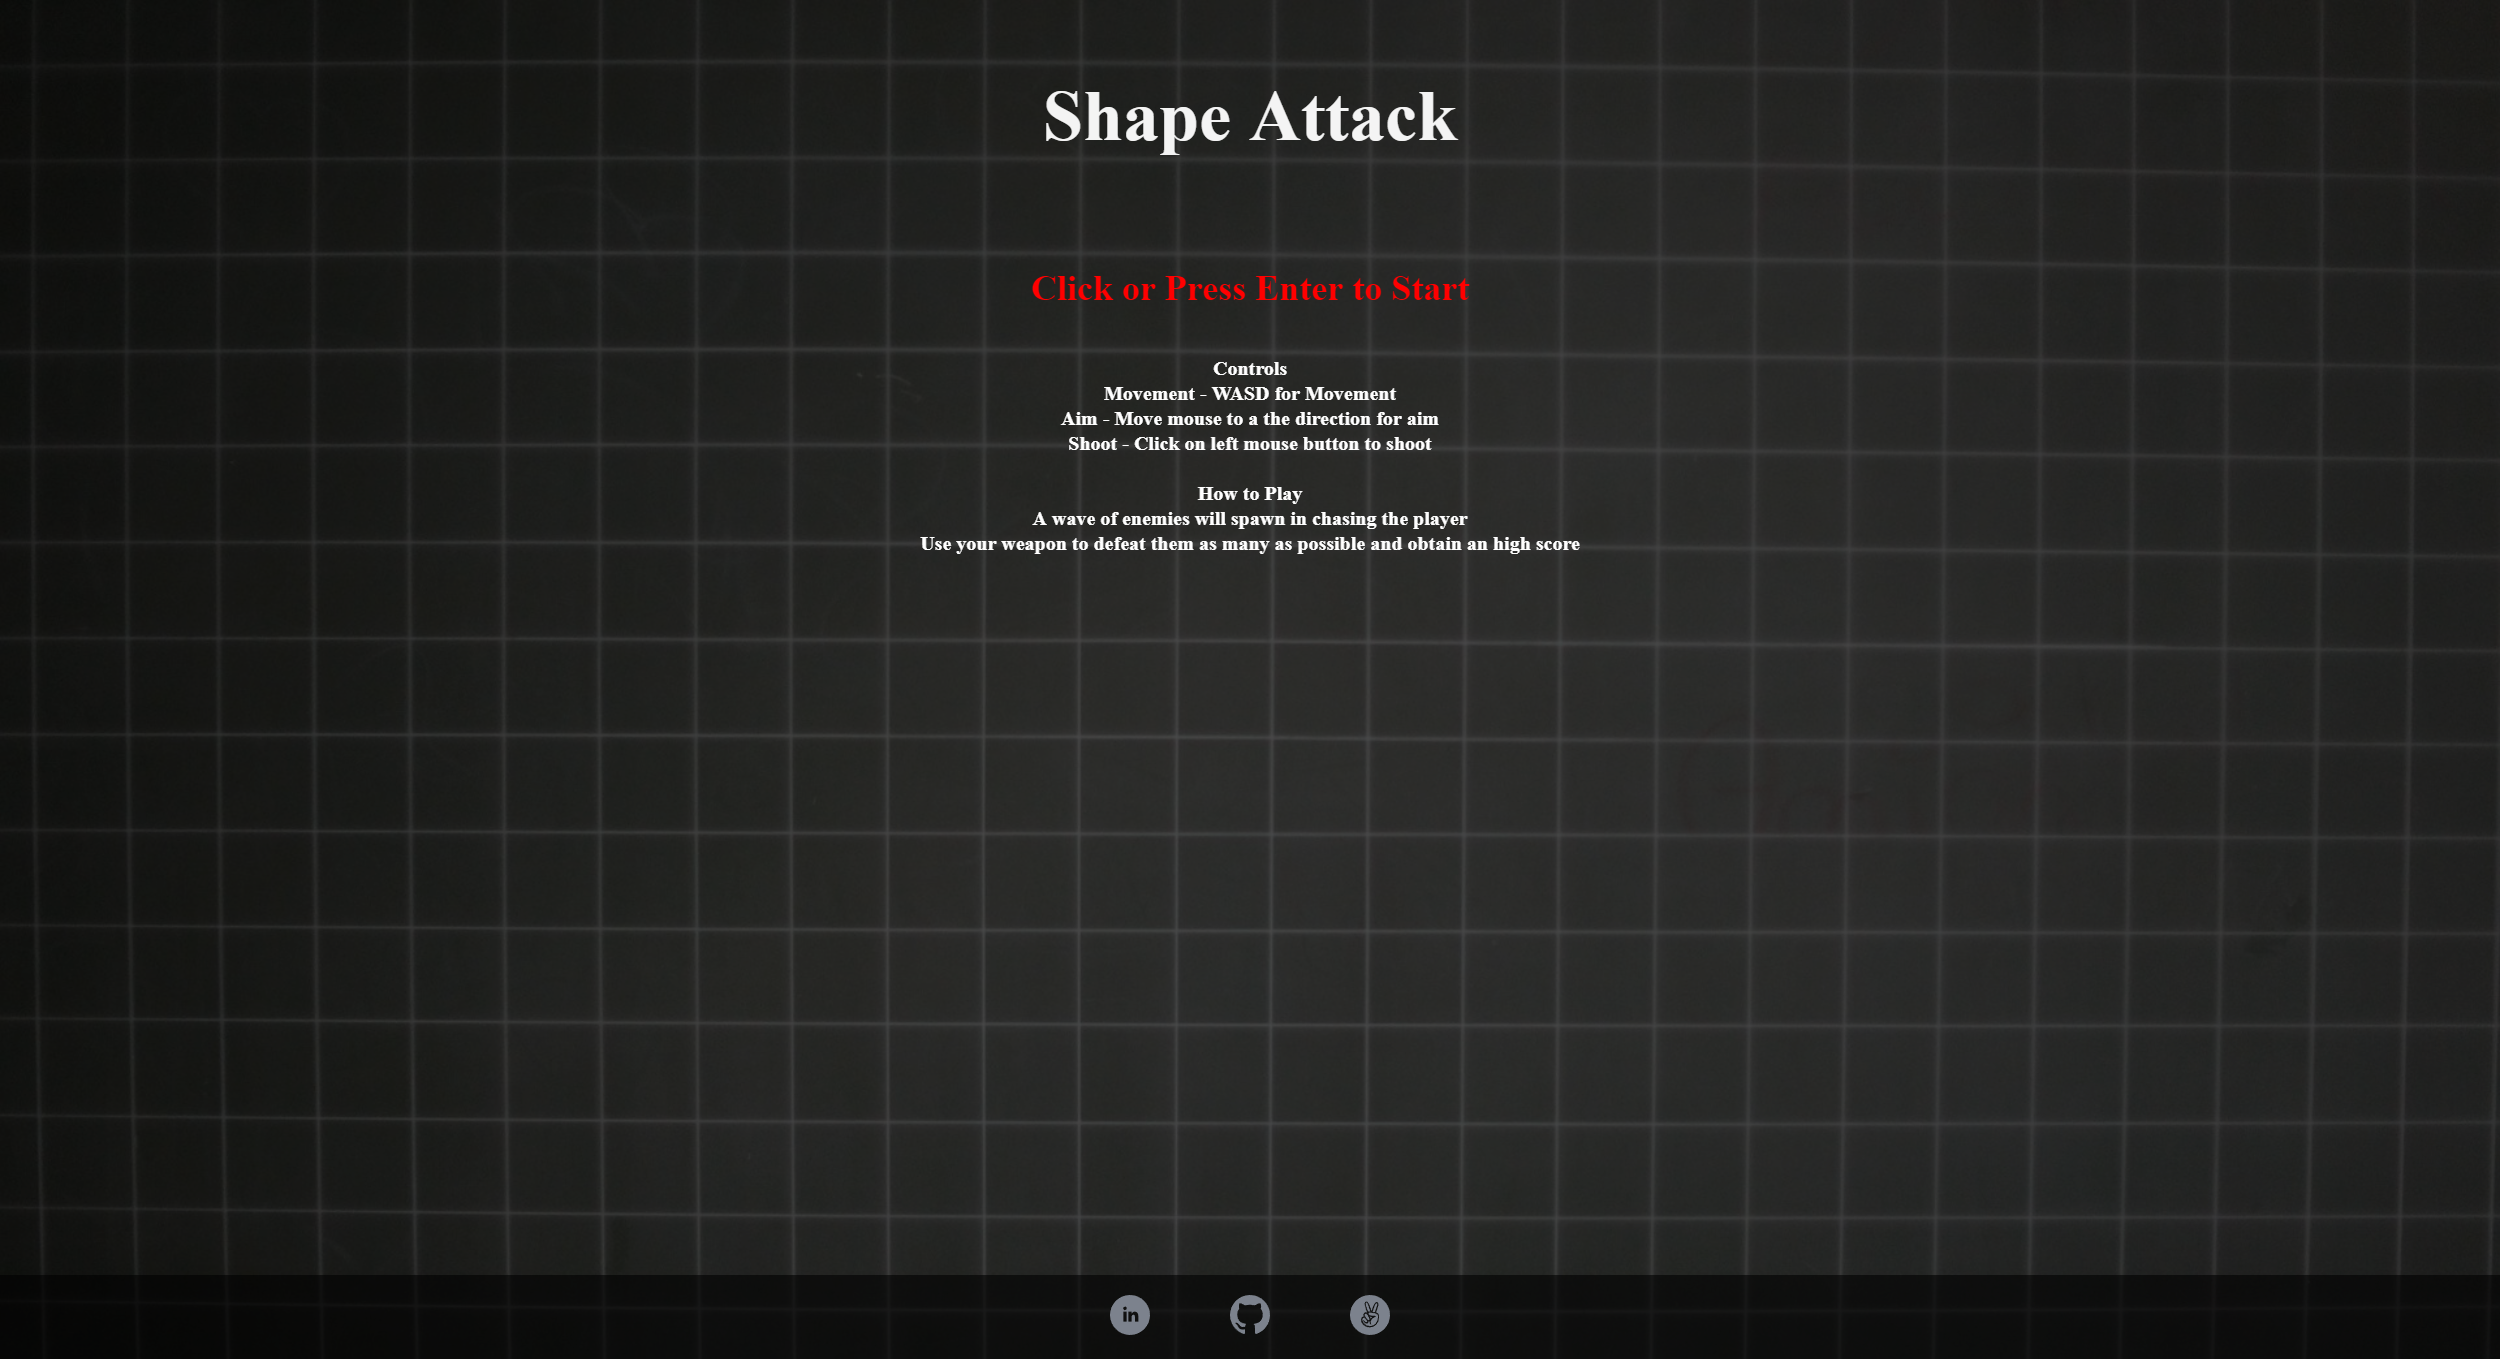 Shape Attack
Click or Press Enter to Start
Controls
Movement - WASD for Movement
Aim - Move mouse to a the direction for aim
Shoot - Click on left mouse button to shoot
How to Play
A wave of enemies will spawn in chasing the player
Use your weapon to defeat them as many as possible and obtain an high score
in